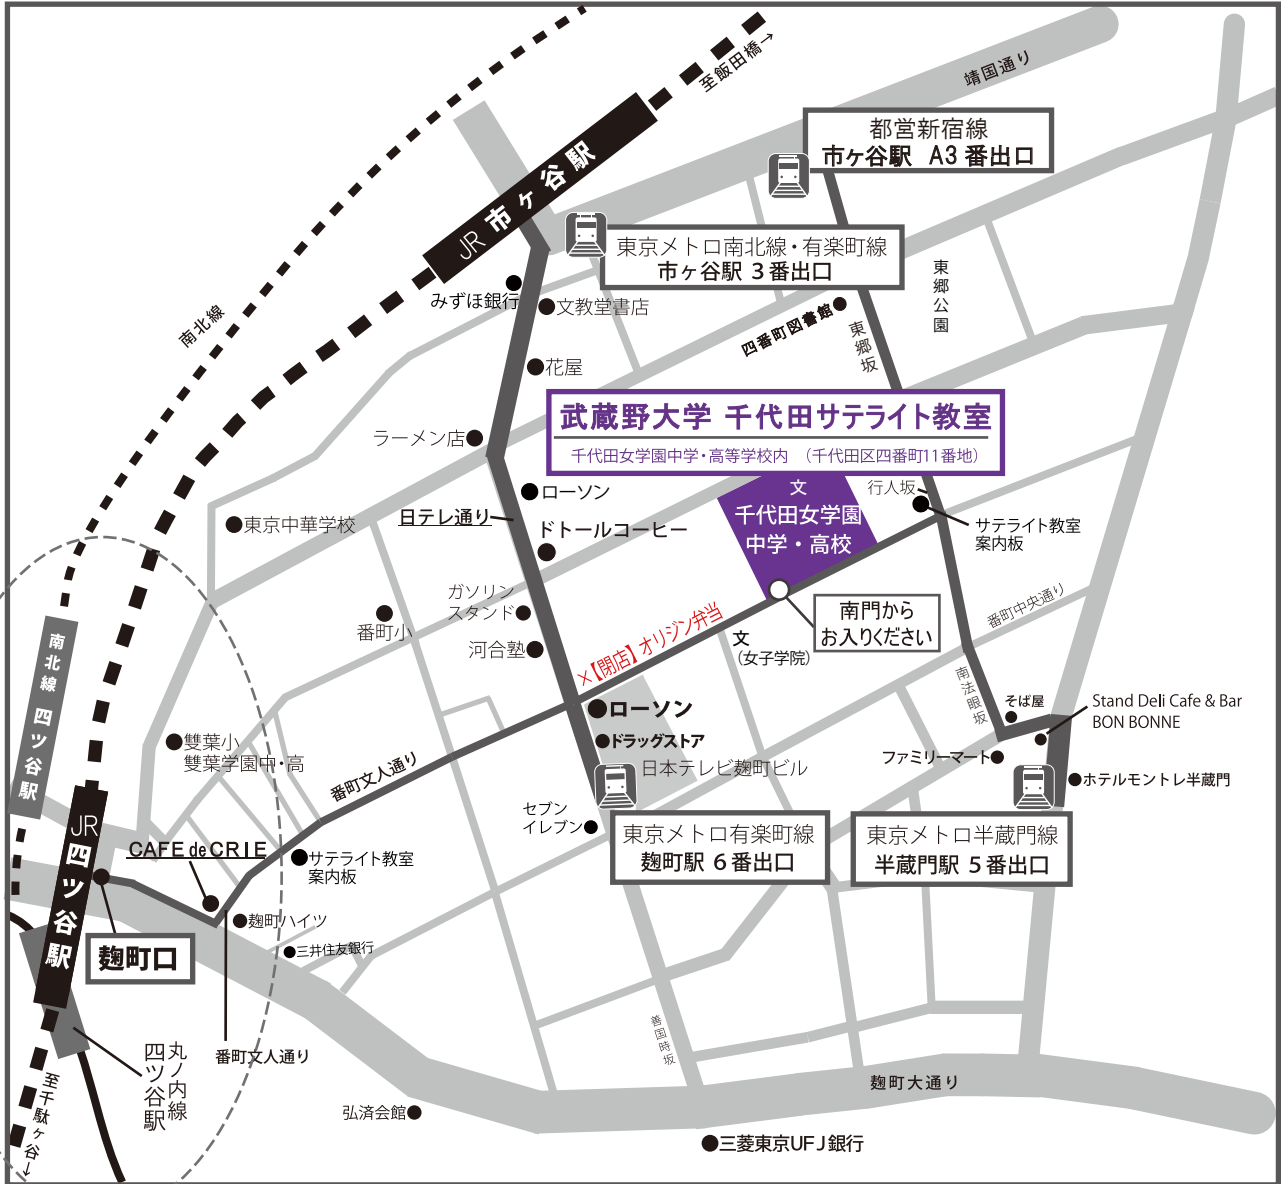 至飯田橋→
靖国通り
都営新宿線
市ヶ谷駅 A3番出口
JR 市ヶ谷駅
東京メトロ南北線・有楽町線
市ヶ谷駅 3番出口
東郷公園
みずほ銀行
文教堂書店
南北線
四番町図書館
東郷坂
花屋
武蔵野大学 千代田サテライト教室
千代田女学園中学・高等学校内 (千代田区四番町11番地)
ラーメン店
ローソン
文
千代田女学園
中学・高校
行人坂
サテライト教室
案内板
東京中華学校
日テレ通り
ドトールコーヒー
ガソリン
スタンド
番町小
河合塾
×【閉店】オリジン弁当
南門から
お入りください
文
(女子学院)
番町中央通り
南法眼坂
南北線 四ツ谷駅
ローソン
ドラッグストア
日本テレビ麹町ビル
そば屋
Stand Deli Cafe & Bar
BON BONNE
ファミリーマート
ホテルモントレ半蔵門
雙葉小
雙葉学園中・高
番町文人通り
セブン
イレブン
東京メトロ有楽町線
麹町駅 6番出口
東京メトロ半蔵門線
半蔵門駅 5番出口
JR 四ツ谷駅
CAFE de CRIE
サテライト教室
案内板
麹町ハイツ
三井住友銀行
麹町口
番町文人通り
丸ノ内線
四ツ谷駅
至千駄ヶ谷→
善国時坂
麹町大通り
弘済会館
三菱東京UFJ銀行